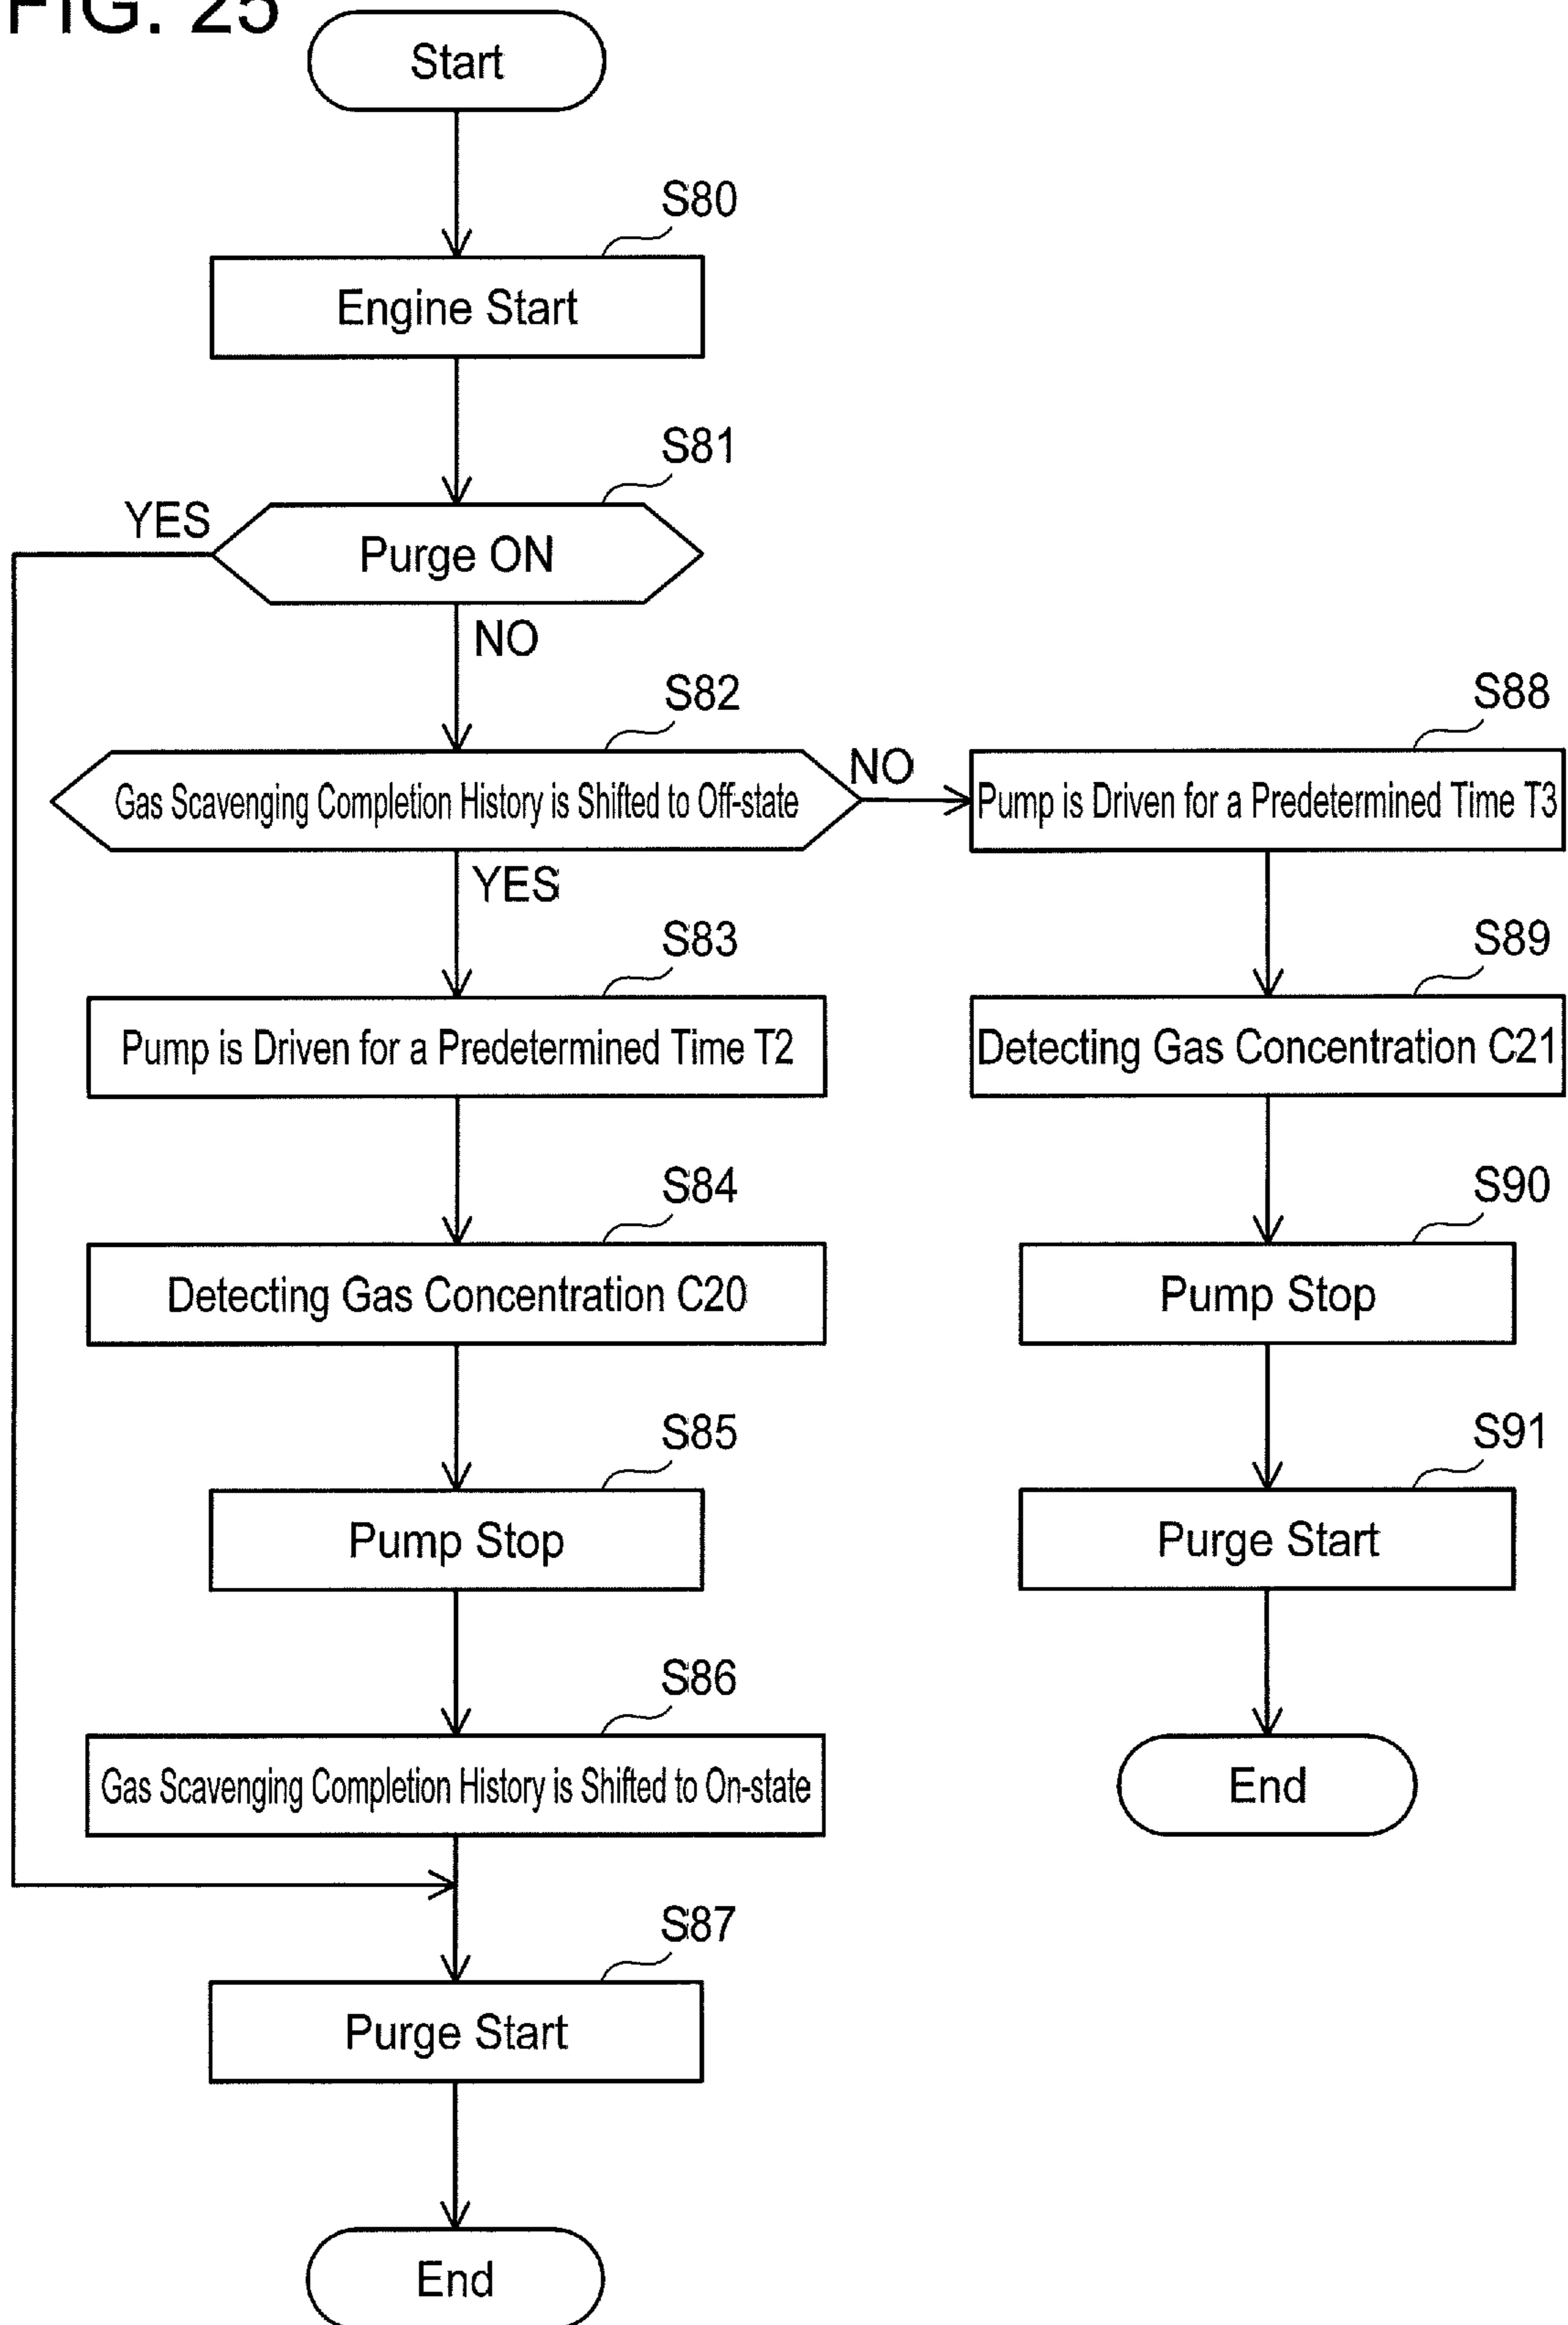 FIG. 25
Start
S80
Engine Start
S81
YES
Purge ON
NO
S82
Gas Scavenging Completion History is Shifted to Off-state
NO
YES
S88
Pump is Driven for a Predetermined Time T3
S83
Pump is Driven for a Predetermined Time T2
S89
Detecting Gas Concentration C21
S84
Detecting Gas Concentration C20
S90
Pump Stop
S85
Pump Stop
S91
Purge Start
S86
Gas Scavenging Completion History is Shifted to On-state
End
S87
Purge Start
End